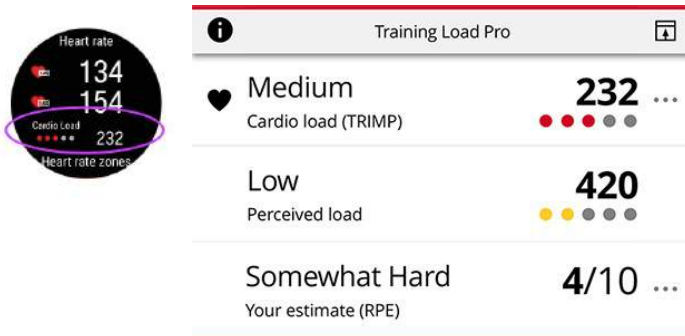 Heart rate
134
154
Cardio Load
232
Heart rate zones
Training Load Pro
Medium 232 ...
Cardio load (TRIMP)
Low 420
Perceived load
Somewhat Hard 4/10 ...
Your estimate (RPE)